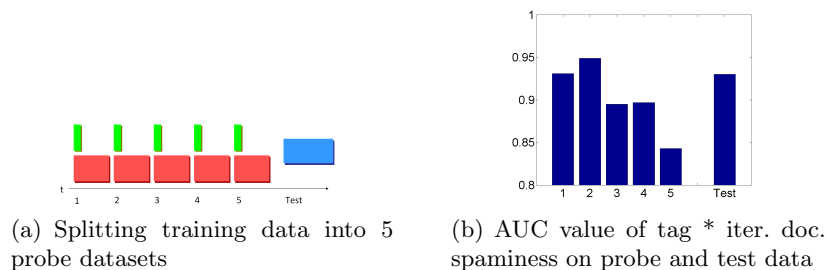 t
1 2 3 4 5 Test
(a) Splitting training data into 5
probe datasets
1
0.95
0.9
0.85
0.8
1 2 3 4 5 Test
(b) AUC value of tag * iter. doc.
spaminess on probe and test data